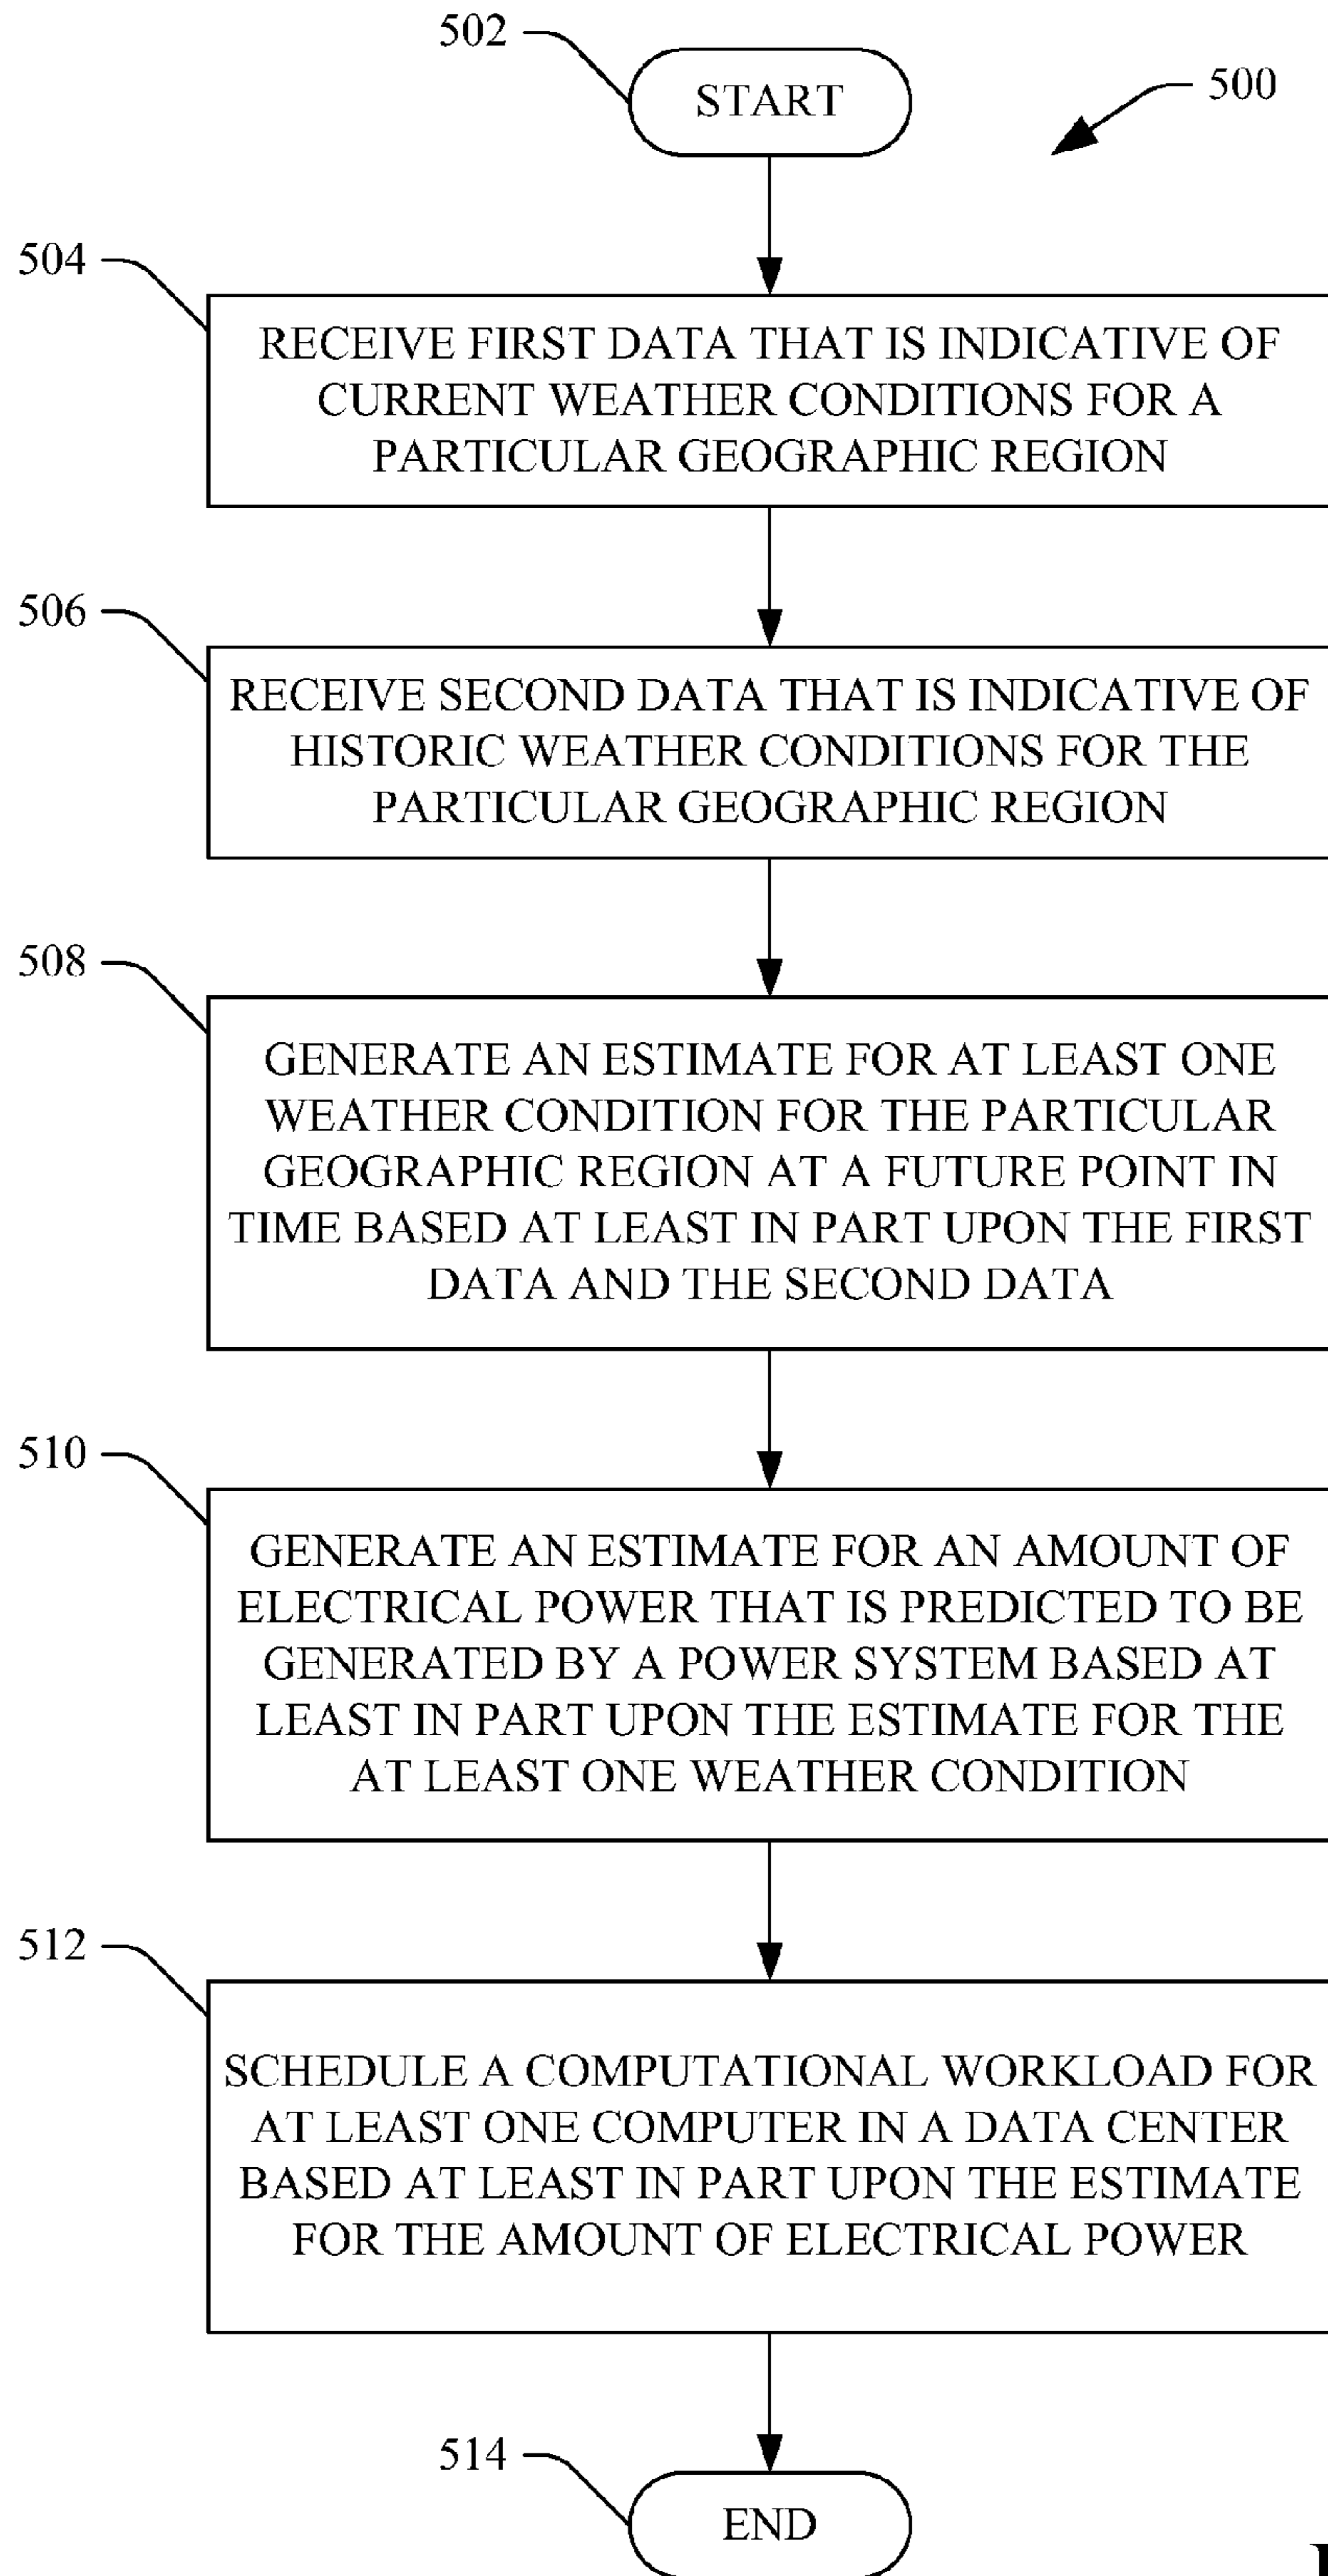 502
START
500
504
RECEIVE FIRST DATA THAT IS INDICATIVE OF
CURRENT WEATHER CONDITIONS FOR A
PARTICULAR GEOGRAPHIC REGION
506
RECEIVE SECOND DATA THAT IS INDICATIVE OF
HISTORIC WEATHER CONDITIONS FOR THE
PARTICULAR GEOGRAPHIC REGION
508
GENERATE AN ESTIMATE FOR AT LEAST ONE
WEATHER CONDITION FOR THE PARTICULAR
GEOGRAPHIC REGION AT A FUTURE POINT IN
TIME BASED AT LEAST IN PART UPON THE FIRST
DATA AND THE SECOND DATA
510
GENERATE AN ESTIMATE FOR AN AMOUNT OF
ELECTRICAL POWER THAT IS PREDICTED TO BE
GENERATED BY A POWER SYSTEM BASED AT
LEAST IN PART UPON THE ESTIMATE FOR THE
AT LEAST ONE WEATHER CONDITION
512
SCHEDULE A COMPUTATIONAL WORKLOAD FOR
AT LEAST ONE COMPUTER IN A DATA CENTER
BASED AT LEAST IN PART UPON THE ESTIMATE
FOR THE AMOUNT OF ELECTRICAL POWER
514
END